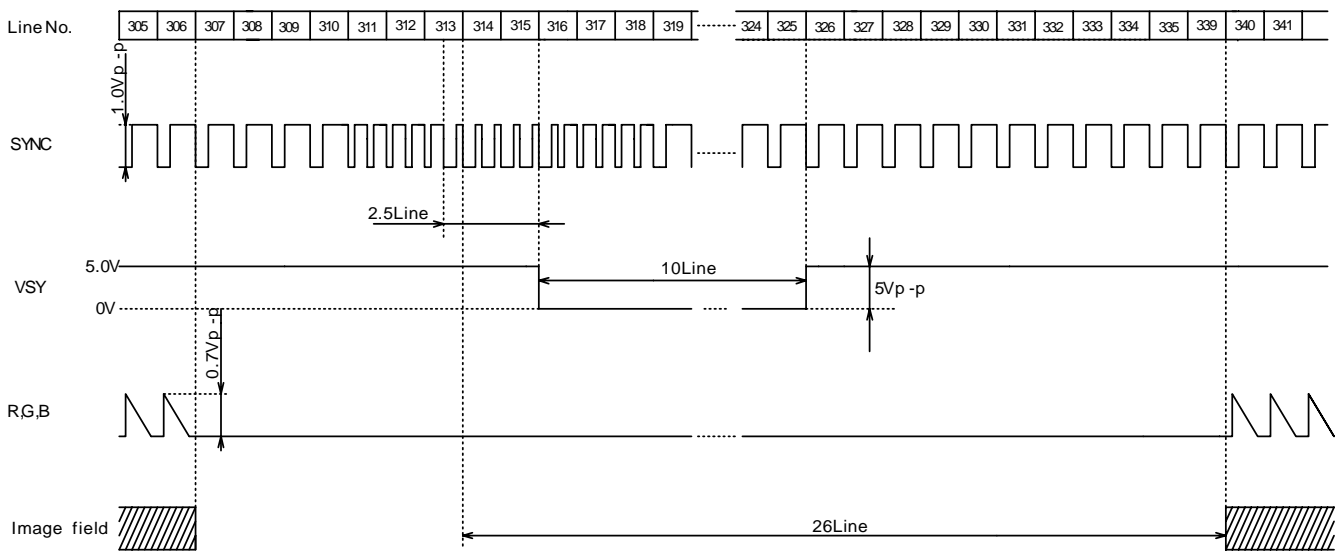 Line No. 305 306 307 308 309 310 311 312 313 314 315 316 317 318 319 324 325 326 327 328 329 330 331 332 333 334 335 339 340 341
1.0Vp-p
SYNC
2.5Line
5.0V
10Line
VSY
5Vp-p
0V
0.7Vp-p
R,G,B
Image field
26Line